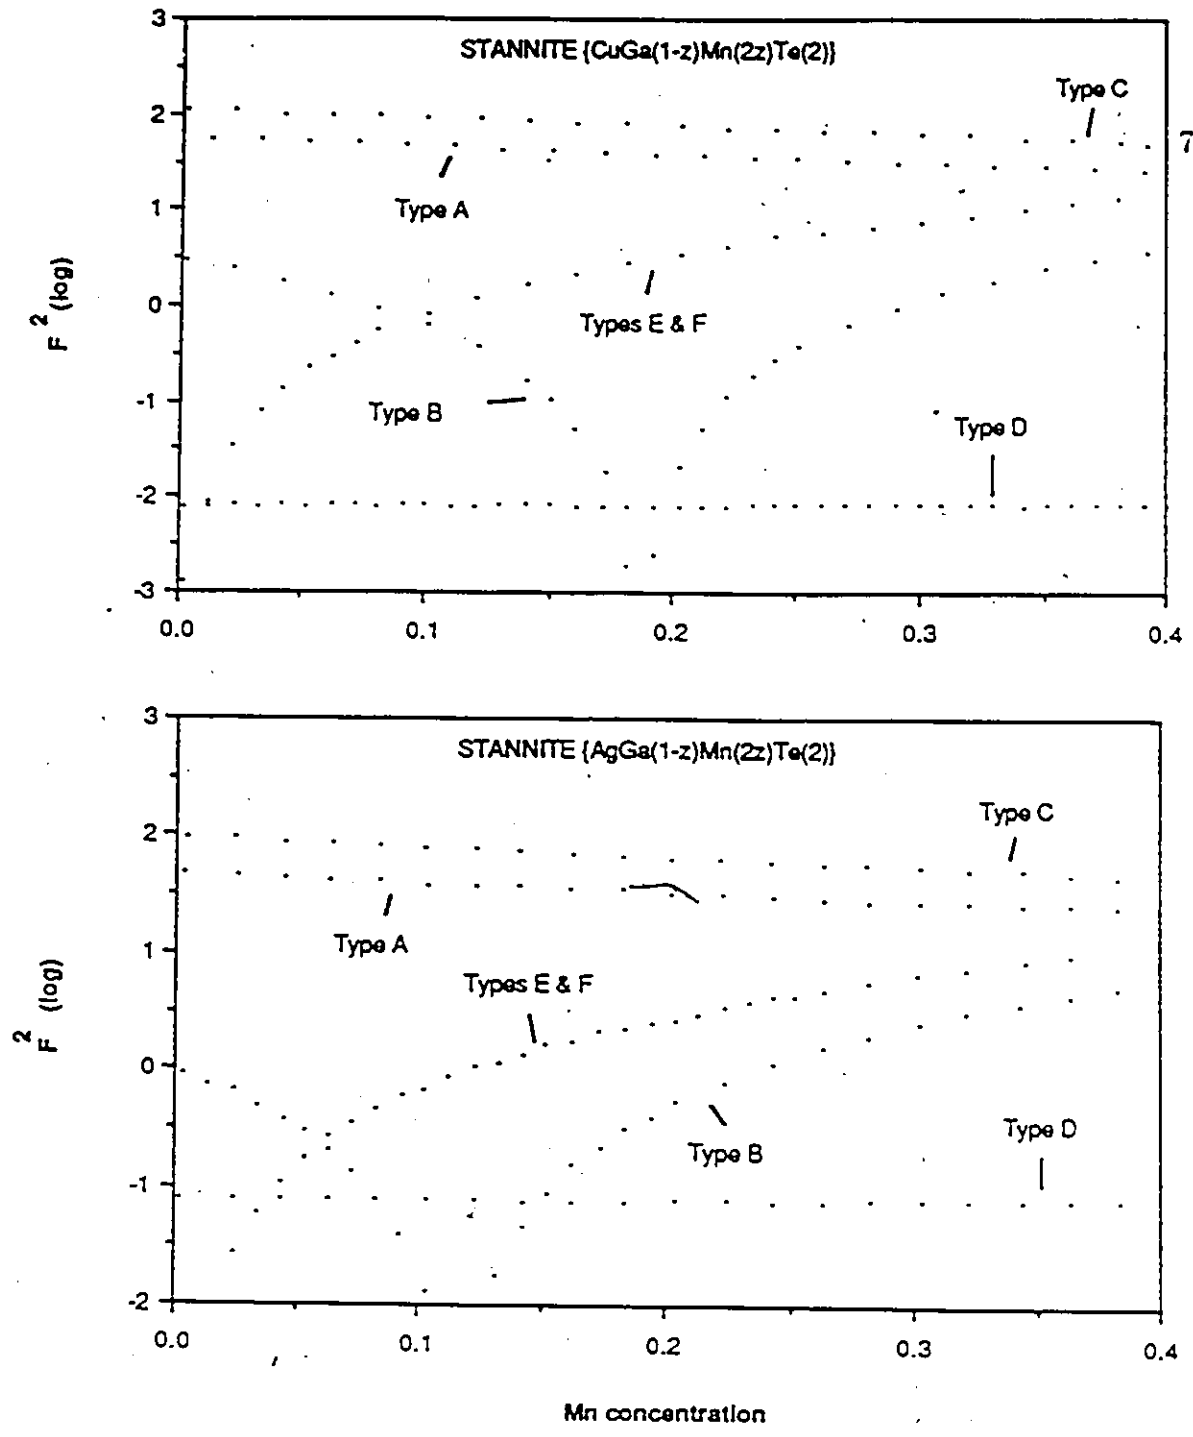 3
STANNITE {CuGa(1-z)Mn(2z)Te(2)}
Type C
2
7
Type A
1
F 2 (log)
0
Types E & F
-1
Type B
Type D
-2
-3
0.0 0.1 0.2 0.3 0.4
3
STANNITE {AgGa(1-z)Mn(2z)Te(2)}
Type C
2
Type A
1
Types E & F
F 2 (log)
0
Type B
Type D
-1
-2
0.0 0.1 0.2 0.3 0.4
Mn concentration